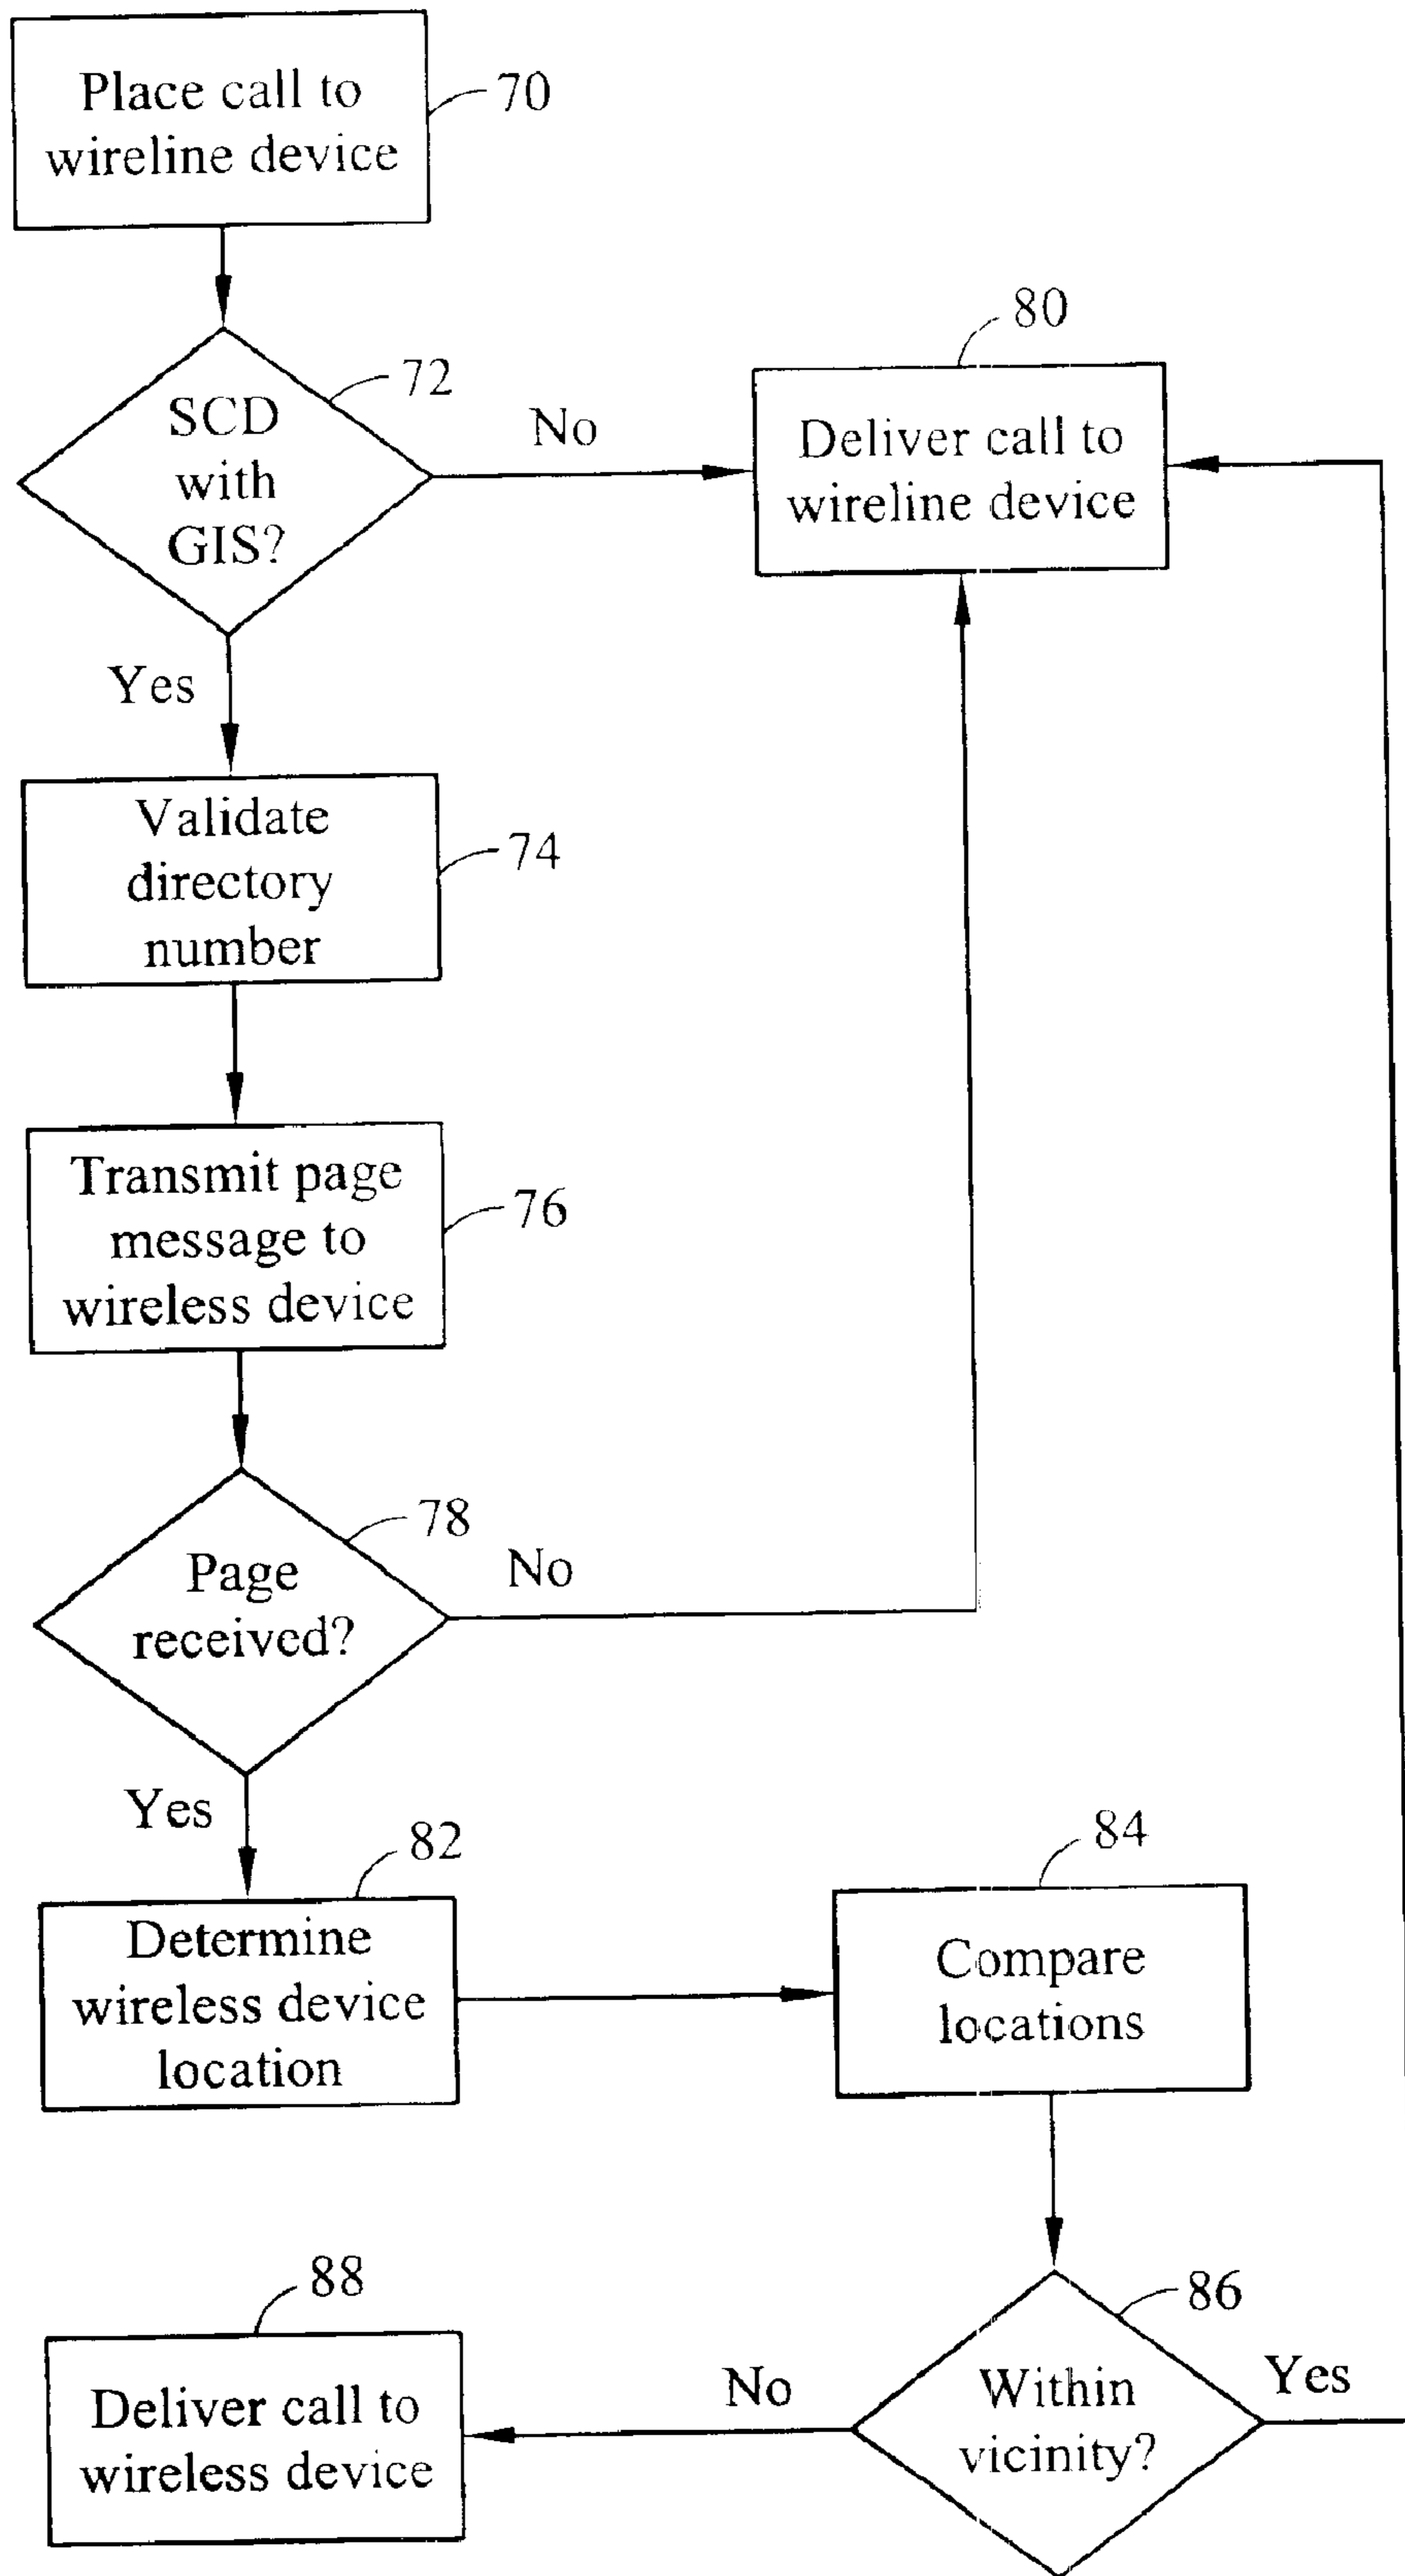 Place call to
wireline device
70
SCD
with
GIS?
72
No
Yes
80
Deliver call to
wireline device
Validate
directory
number
74
Transmit page
message to
wireless device
76
Page
received?
78
No
Yes
82
Determine
wireless device
location
84
Compare
locations
86
Within
vicinity?
Yes
No
88
Deliver call to
wireless device